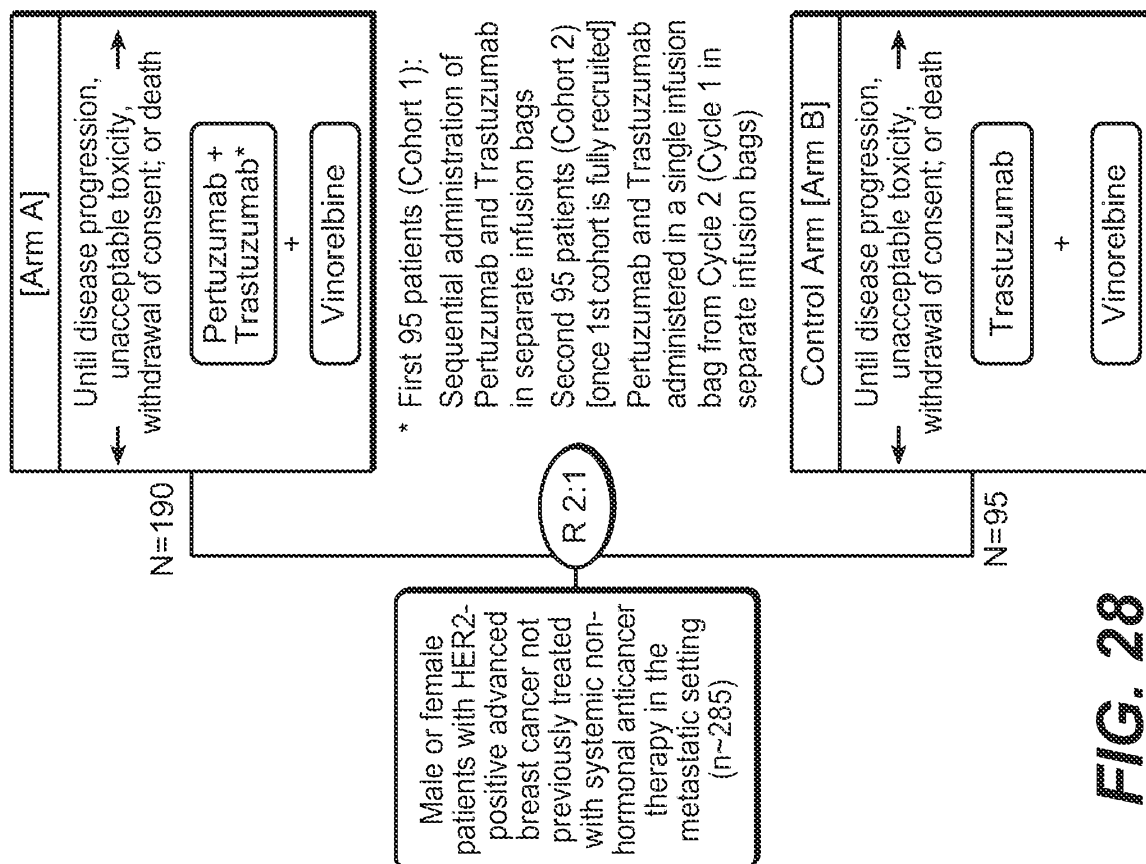 Male or female
patients with HER2-
positive advanced
breast cancer not
previously treated
with systemic non-
hormonal anticancer
therapy in the
metastatic setting
(n~285)
R 2:1
N=190
[Arm A]
Until disease progression,
unacceptable toxicity,
withdrawal of consent; or death
Pertuzumab +
Trastuzumab*
+
Vinorelbine
* First 95 patients (Cohort 1):
Sequential administration of
Pertuzumab and Trastuzumab
in separate infusion bags
Second 95 patients (Cohort 2)
[once 1st cohort is fully recruited]
Pertuzumab and Trastuzumab
administered in a single infusion
bag from Cycle 2 (Cycle 1 in
separate infusion bags)
N=95
Control Arm [Arm B]
Until disease progression,
unacceptable toxicity,
withdrawal of consent; or death
Trastuzumab
+
Vinorelbine
FIG. 28